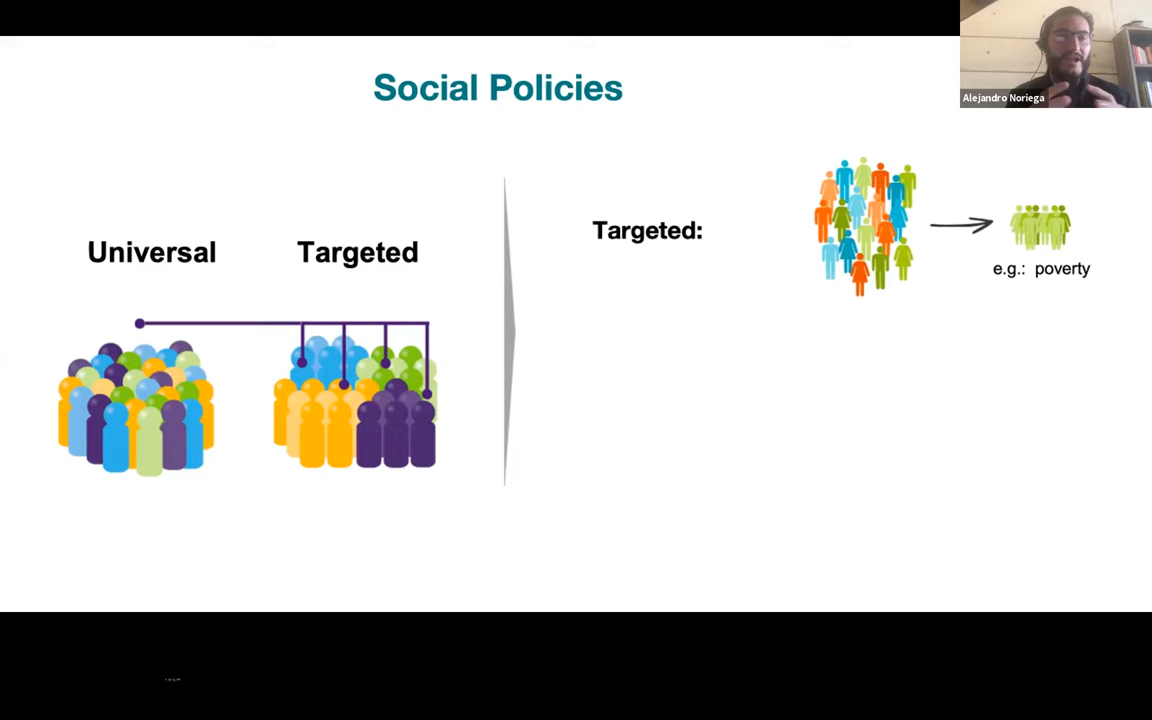 Social Policies
Alejandro Noriega
Universal
Targeted
Targeted:
e.g.: poverty